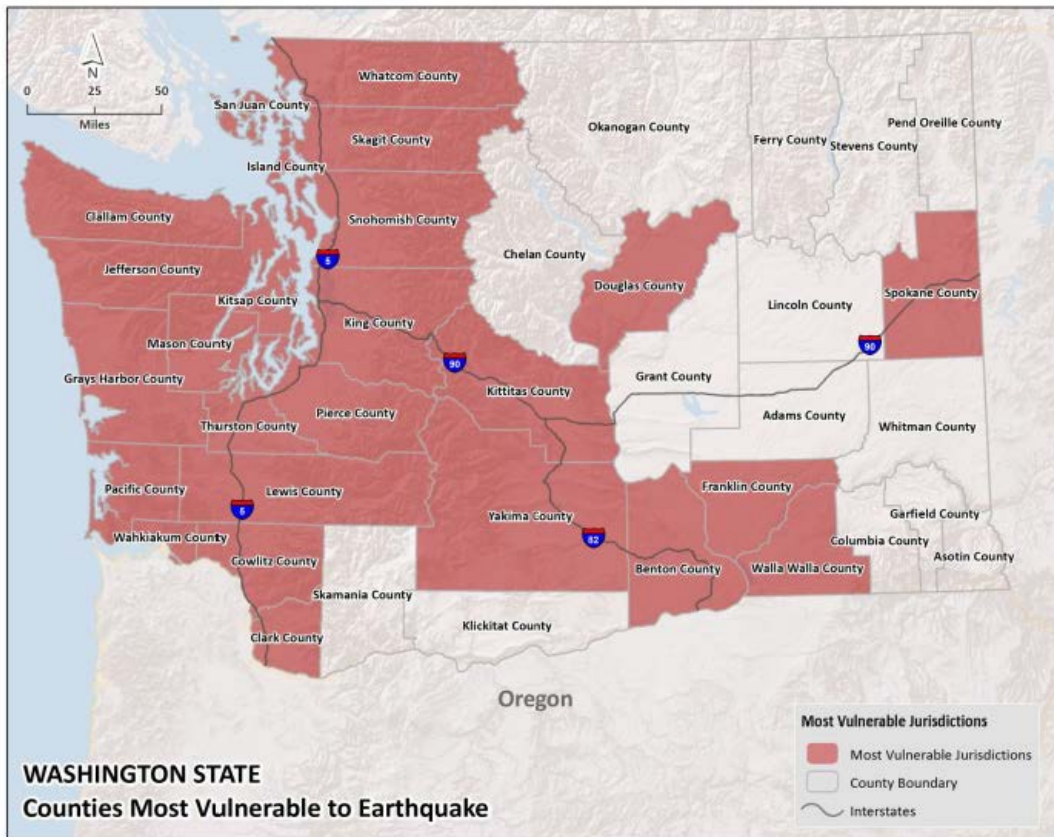 N
0 25 50
Miles
Whatcom County
San Juan County
Skagit County
Island County
Okanogan County
Ferry County
Pend Oreille County
Stevens County
Clallam County
Snohomish County
Jefferson County
Chelan County
5
Kitsap County
Douglas County
Spokane County
Lincoln County
King County
Mason County
90
90
Grays Harbor County
Kittitas County
Grant County
Pierce County
Adams County
Thurston County
Whitman County
Pacific County
Lewis County
Franklin County
5
Yakima County
Garfield County
Wahkiakum County
82
Columbia County
Asotin County
Cowlitz County
Benton County
Walla Walla County
Skamania County
Klickitat County
Clark County
Oregon
Most Vulnerable Jurisdictions
Most Vulnerable Jurisdictions
County Boundary
Interstates
WASHINGTON STATE
Counties Most Vulnerable to Earthquake